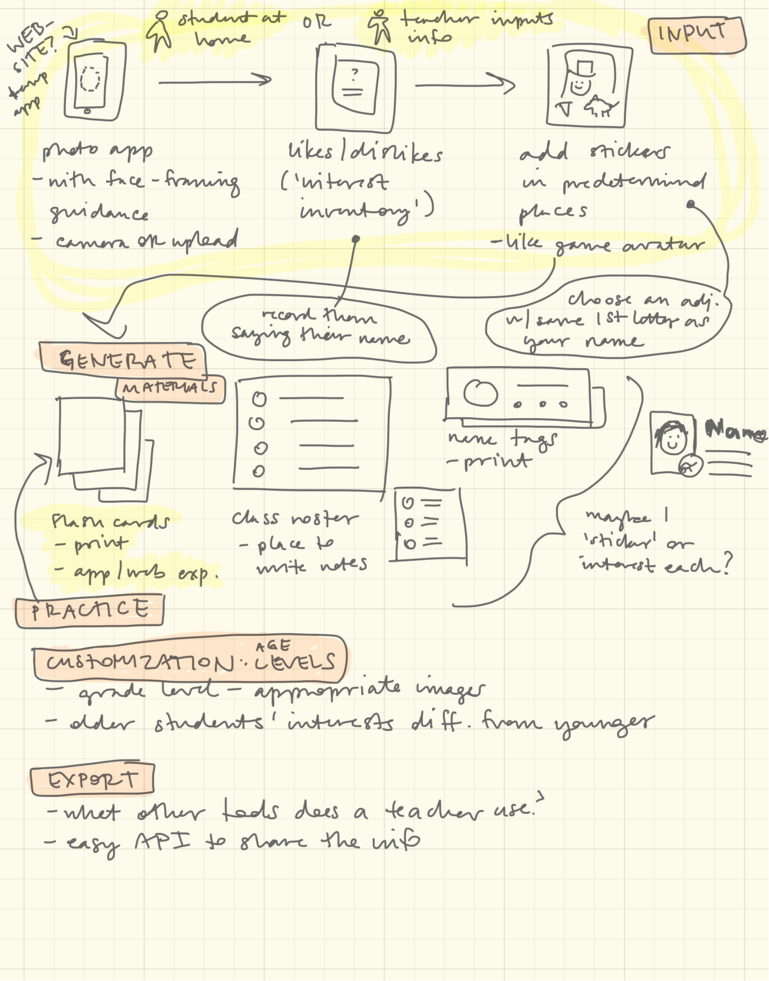 WEB-
SITE?
temp
app
student at
home
OR
teacher inputs
info
INPUT
?
photo app
- with face-framing
guidance
- camera or upload
likes/dislikes
('interest
inventory')
add stickers
in predetermind
places
- like game avatar
record them
saying their name
choose an adj.
w/ same 1st letter as
your name
GENERATE
MATERIALS
name tags
- print
Name
flash cards
- print
- app/web exp.
class roster
- place to
write notes
maybe 1
'sticker' or
interest each?
PRACTICE
CUSTOMIZATION: AGE
LEVELS
- grade level - appropriate images
- older students' interests diff. from younger
EXPORT
- what other tools does a teacher use?
- easy API to share the info